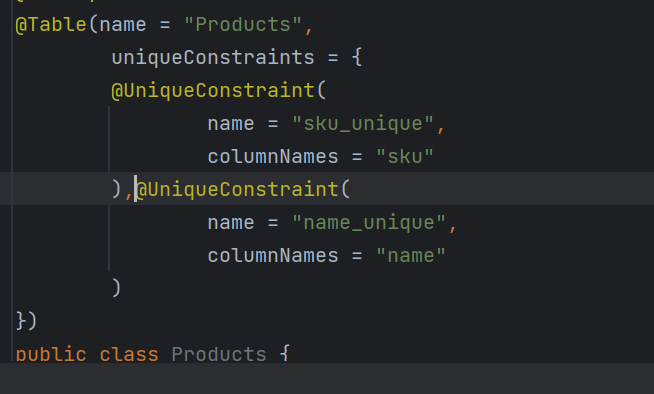 @Table(name = "Products",
uniqueConstraints = {
@UniqueConstraint(
name = "sku_unique",
columnNames = "sku"
),@UniqueConstraint(
name = "name_unique",
columnNames = "name"
)
})
public class Products {